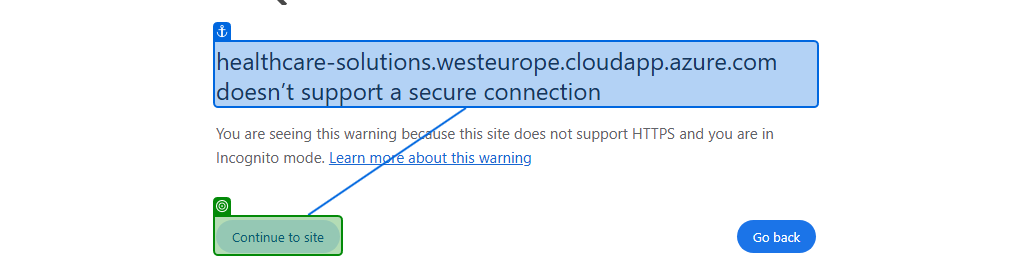 healthcare-solutions.westeurope.cloudapp.azure.com
doesn’t support a secure connection
You are seeing this warning because this site does not support HTTPS and you are in
Incognito mode. Learn more about this warning
Continue to site
Go back